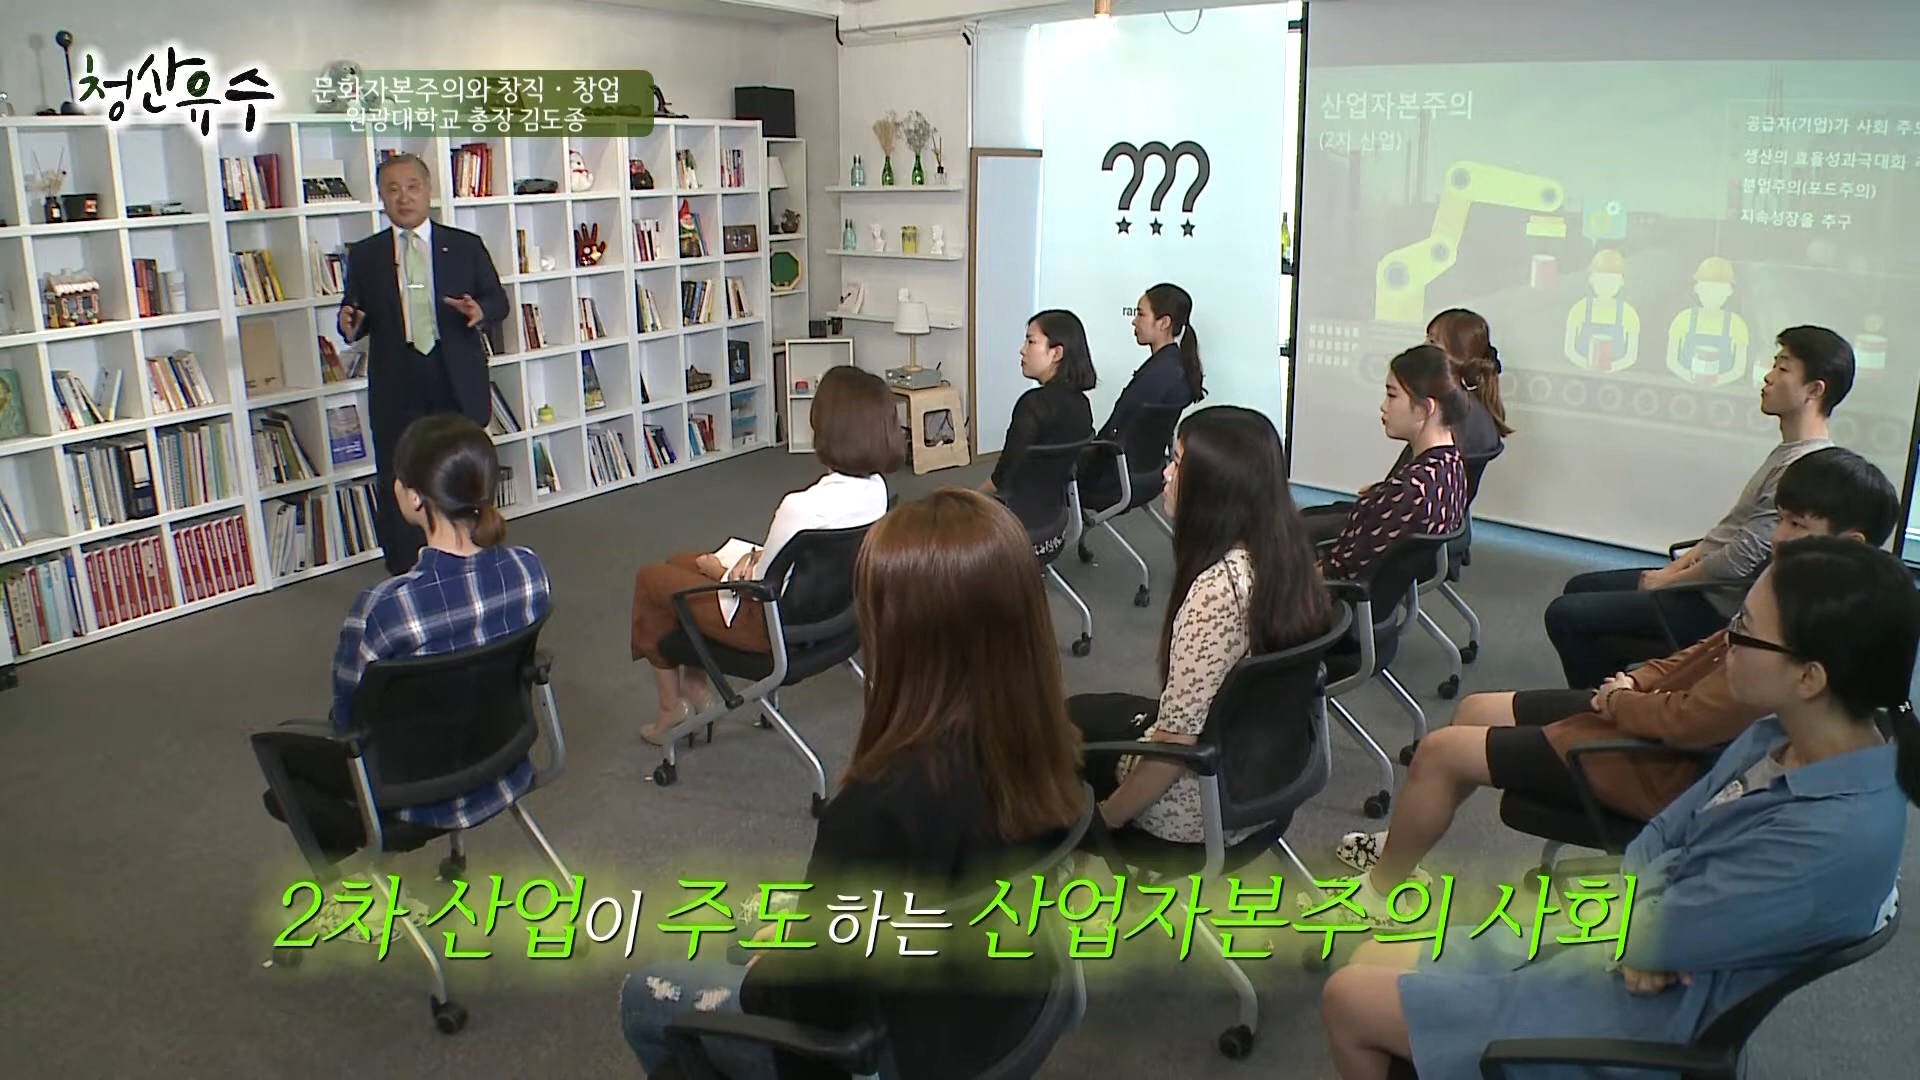 청산유수
문화자본주의와 창직 · 창업
원광대학교 총장 김도종
???
산업자본주의
(2차 산업)
공급자(기업)가 사회 주도
생산의 효율성과극대화
분업주의(포드주의)
지속성장을 추구
2차 산업이 주도하는 산업자본주의 사회